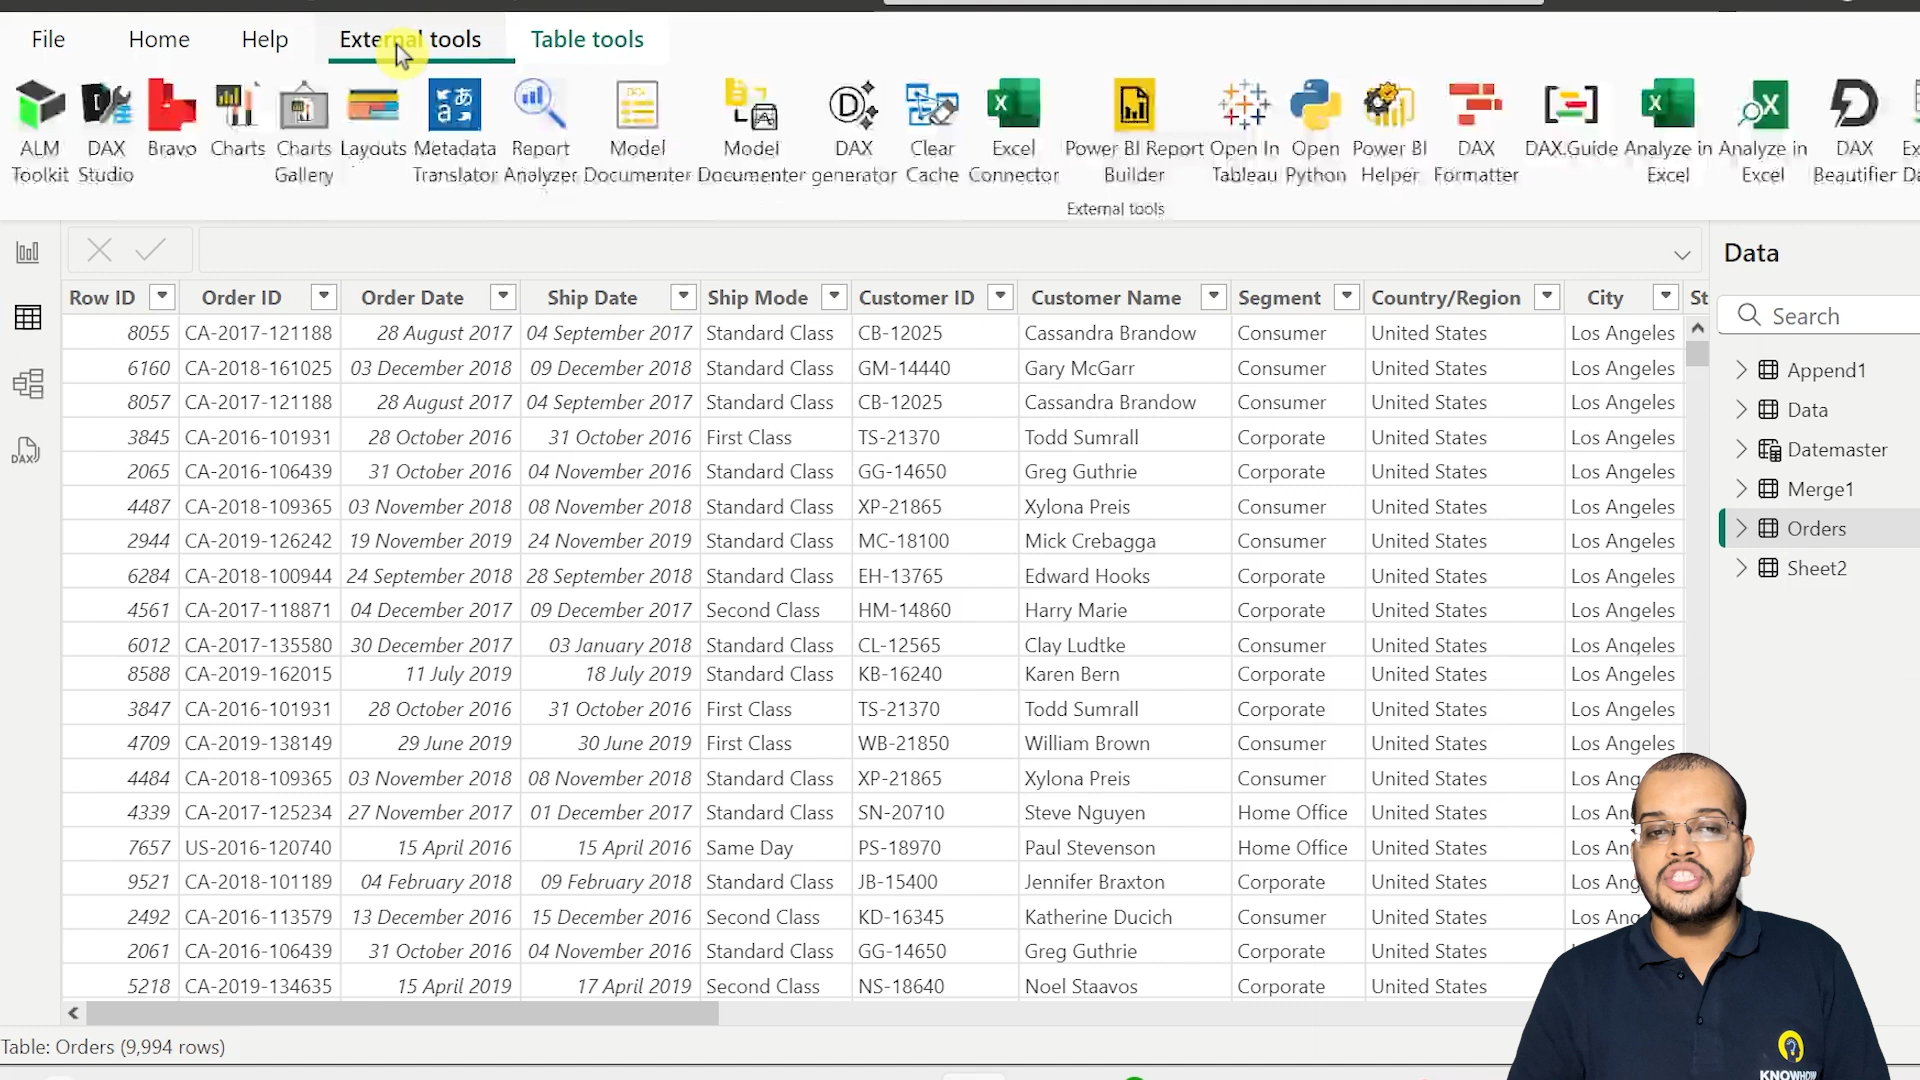 File Home Help External tools Table tools
ALM Toolkit DAX Studio Bravo Charts Charts Gallery Layouts Metadata Translator Report Analyzer Model Documenter Model Documenter DAX generator Clear Cache Excel Connector Power BI Report Builder Open In Tableau Open Python Power BI Helper DAX Formatter DAX.Guide Analyze in Excel Analyze in Excel DAX Beautifier
External tools
Data
Search
Append1
Data
Datemaster
Merge1
Orders
Sheet2
Row ID Order ID Order Date Ship Date Ship Mode Customer ID Customer Name Segment Country/Region City St
8055 CA-2017-121188 28 August 2017 04 September 2017 Standard Class CB-12025 Cassandra Brandow Consumer United States Los Angeles
6160 CA-2018-161025 03 December 2018 09 December 2018 Standard Class GM-14440 Gary McGarr Consumer United States Los Angeles
8057 CA-2017-121188 28 August 2017 04 September 2017 Standard Class CB-12025 Cassandra Brandow Consumer United States Los Angeles
3845 CA-2016-101931 28 October 2016 31 October 2016 First Class TS-21370 Todd Sumrall Corporate United States Los Angeles
2065 CA-2016-106439 31 October 2016 04 November 2016 Standard Class GG-14650 Greg Guthrie Corporate United States Los Angeles
4487 CA-2018-109365 03 November 2018 08 November 2018 Standard Class XP-21865 Xylona Preis Consumer United States Los Angeles
2944 CA-2019-126242 19 November 2019 24 November 2019 Standard Class MC-18100 Mick Crebagga Consumer United States Los Angeles
6284 CA-2018-100944 24 September 2018 28 September 2018 Standard Class EH-13765 Edward Hooks Corporate United States Los Angeles
4561 CA-2017-118871 04 December 2017 09 December 2017 Second Class HM-14860 Harry Marie Corporate United States Los Angeles
6012 CA-2017-135580 30 December 2017 03 January 2018 Standard Class CL-12565 Clay Ludtke Consumer United States Los Angeles
8588 CA-2019-162015 11 July 2019 18 July 2019 Standard Class KB-16240 Karen Bern Corporate United States Los Angeles
3847 CA-2016-101931 28 October 2016 31 October 2016 First Class TS-21370 Todd Sumrall Corporate United States Los Angeles
4709 CA-2019-138149 29 June 2019 30 June 2019 First Class WB-21850 William Brown Consumer United States Los Angeles
4484 CA-2018-109365 03 November 2018 08 November 2018 Standard Class XP-21865 Xylona Preis Consumer United States Los Ang
4339 CA-2017-125234 27 November 2017 01 December 2017 Standard Class SN-20710 Steve Nguyen Home Office United States Los An
7657 US-2016-120740 15 April 2016 15 April 2016 Same Day PS-18970 Paul Stevenson Home Office United States Los An
9521 CA-2018-101189 04 February 2018 09 February 2018 Standard Class JB-15400 Jennifer Braxton Corporate United States Los An
2492 CA-2016-113579 13 December 2016 15 December 2016 Second Class KD-16345 Katherine Ducich Consumer United States Los Ang
2061 CA-2016-106439 31 October 2016 04 November 2016 Standard Class GG-14650 Greg Guthrie Corporate United States
5218 CA-2019-134635 15 April 2019 17 April 2019 Second Class NS-18640 Noel Staavos Corporate United States
Table: Orders (9,994 rows)
KNOWHOW